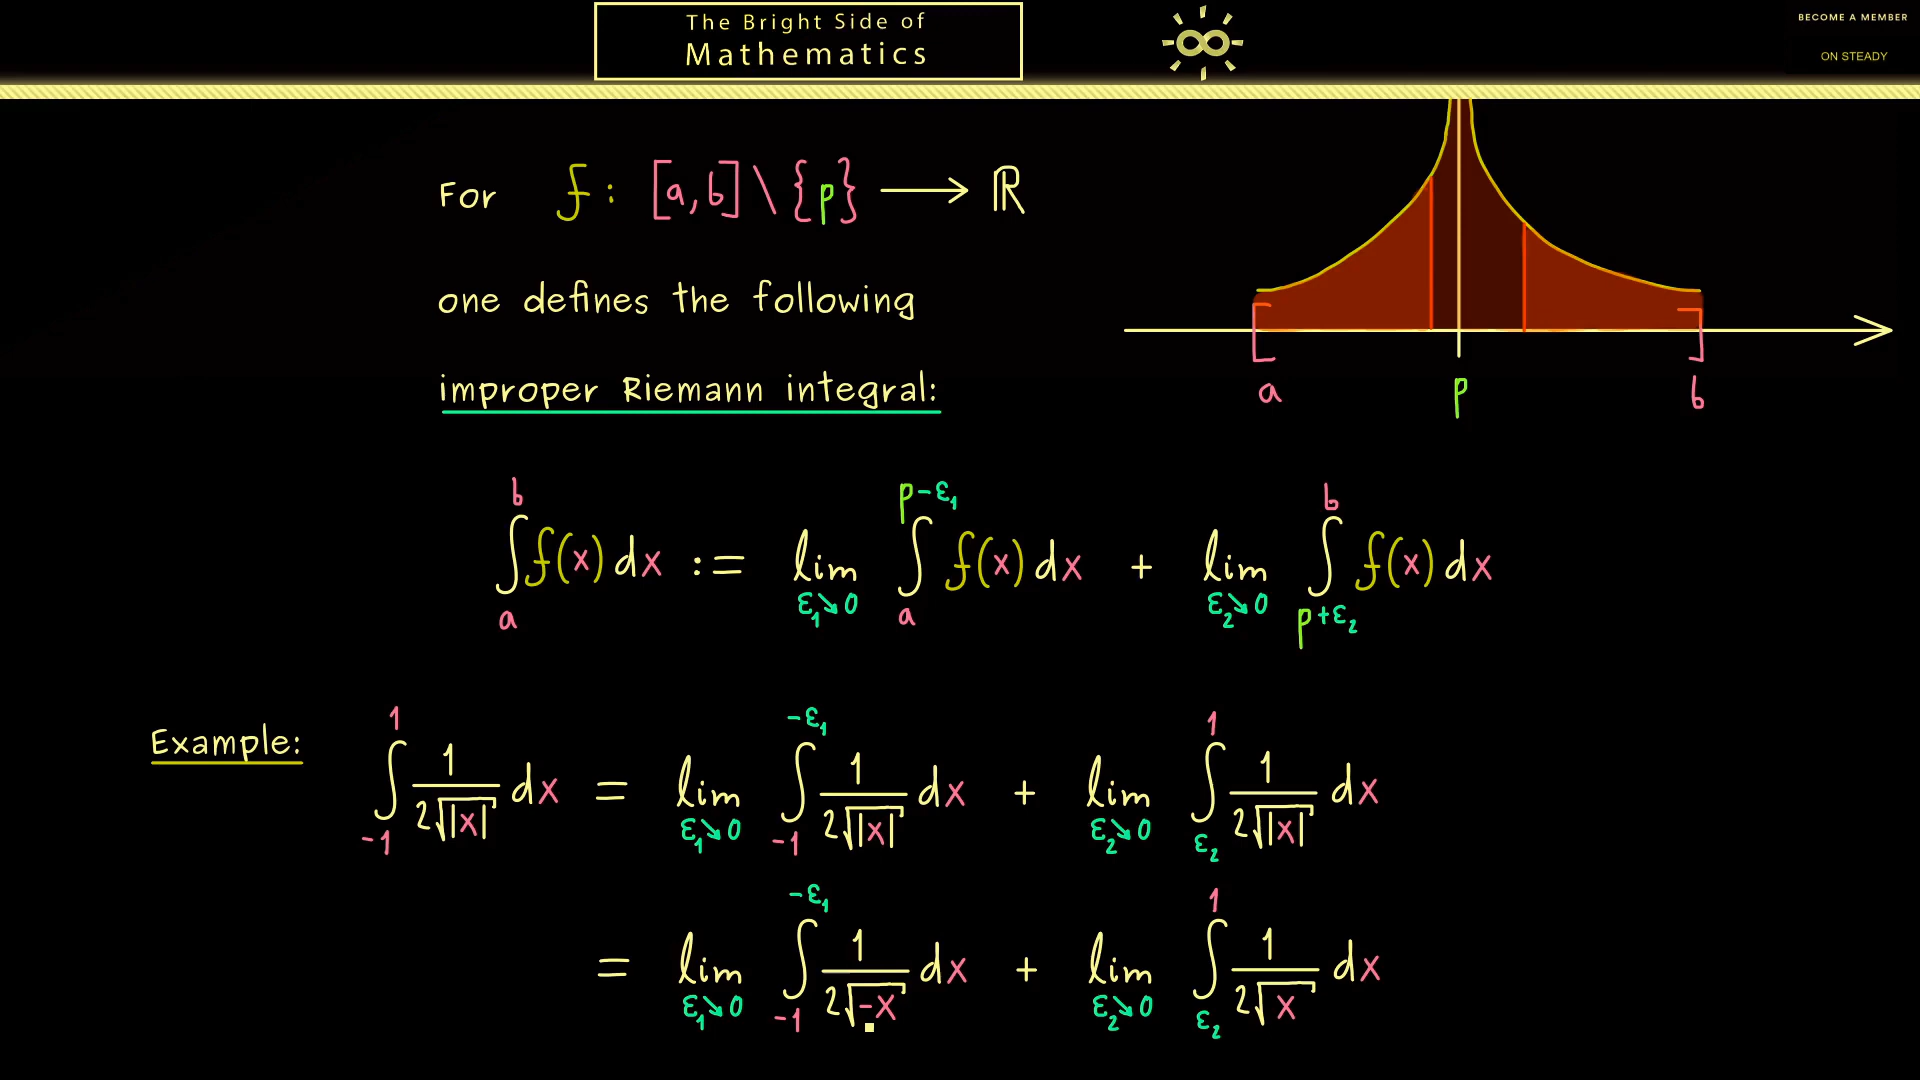 The Bright Side of
Mathematics
BECOME A MEMBER
ON STEADY
For f: [a,b] \ {p} ⟶ ℝ
one defines the following
improper Riemann integral:
a p b
∫_a^b f(x) dx := lim_{ε₁↘0} ∫_a^{p-ε₁} f(x) dx + lim_{ε₂↘0} ∫_{p+ε₂}^b f(x) dx
Example: ∫_{-1}^1 1/(2√|x|) dx = lim_{ε₁↘0} ∫_{-1}^{-ε₁} 1/(2√|x|) dx + lim_{ε₂↘0} ∫_{ε₂}^1 1/(2√|x|) dx
= lim_{ε₁↘0} ∫_{-1}^{-ε₁} 1/(2√-x) dx + lim_{ε₂↘0} ∫_{ε₂}^1 1/(2√x) dx